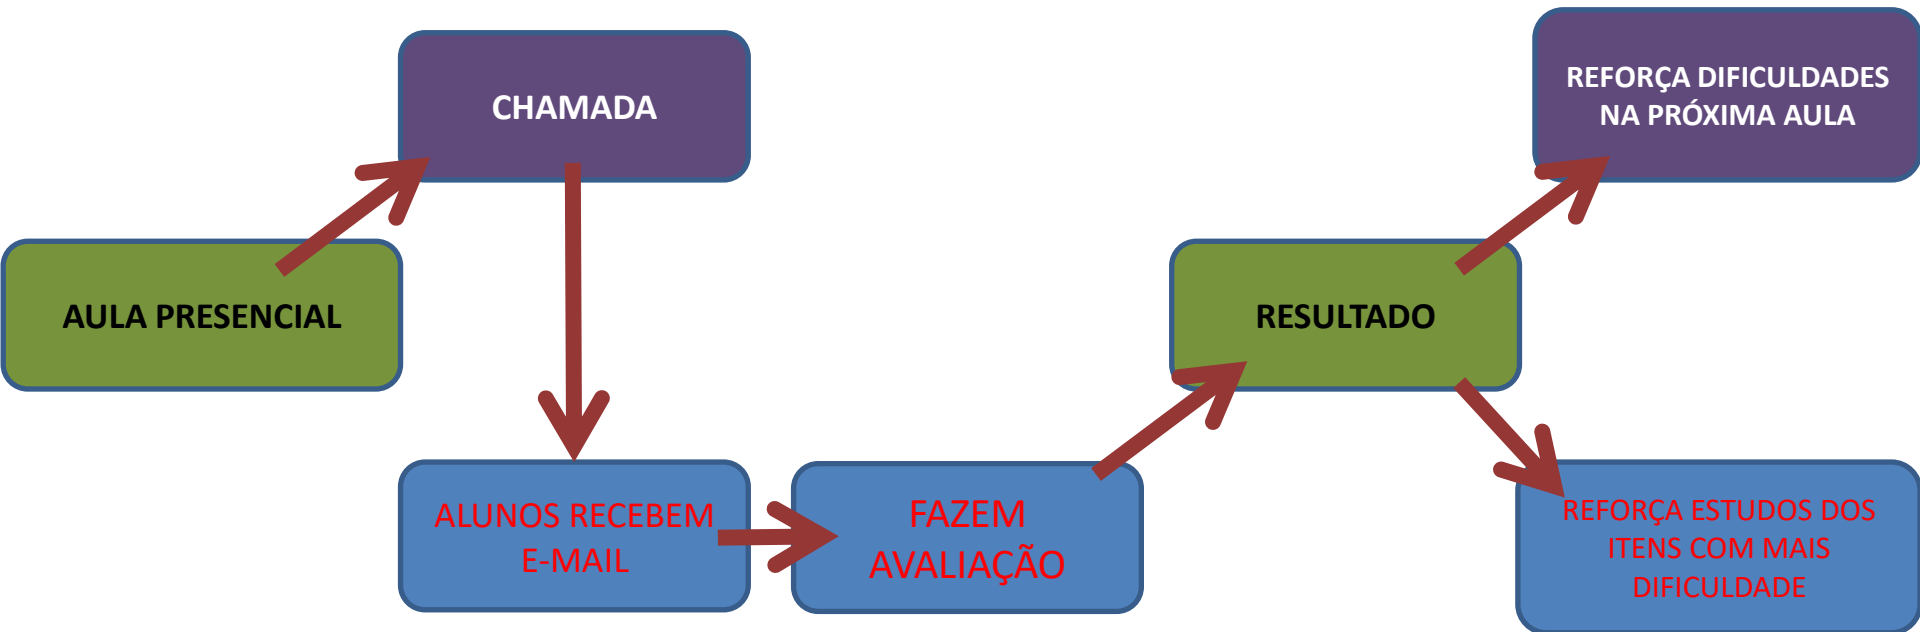 CHAMADA
REFORÇA DIFICULDADES
NA PRÓXIMA AULA
AULA PRESENCIAL
RESULTADO
ALUNOS RECEBEM
E-MAIL
FAZEM
AVALIAÇÃO
REFORÇA ESTUDOS DOS
ITENS COM MAIS
DIFICULDADE